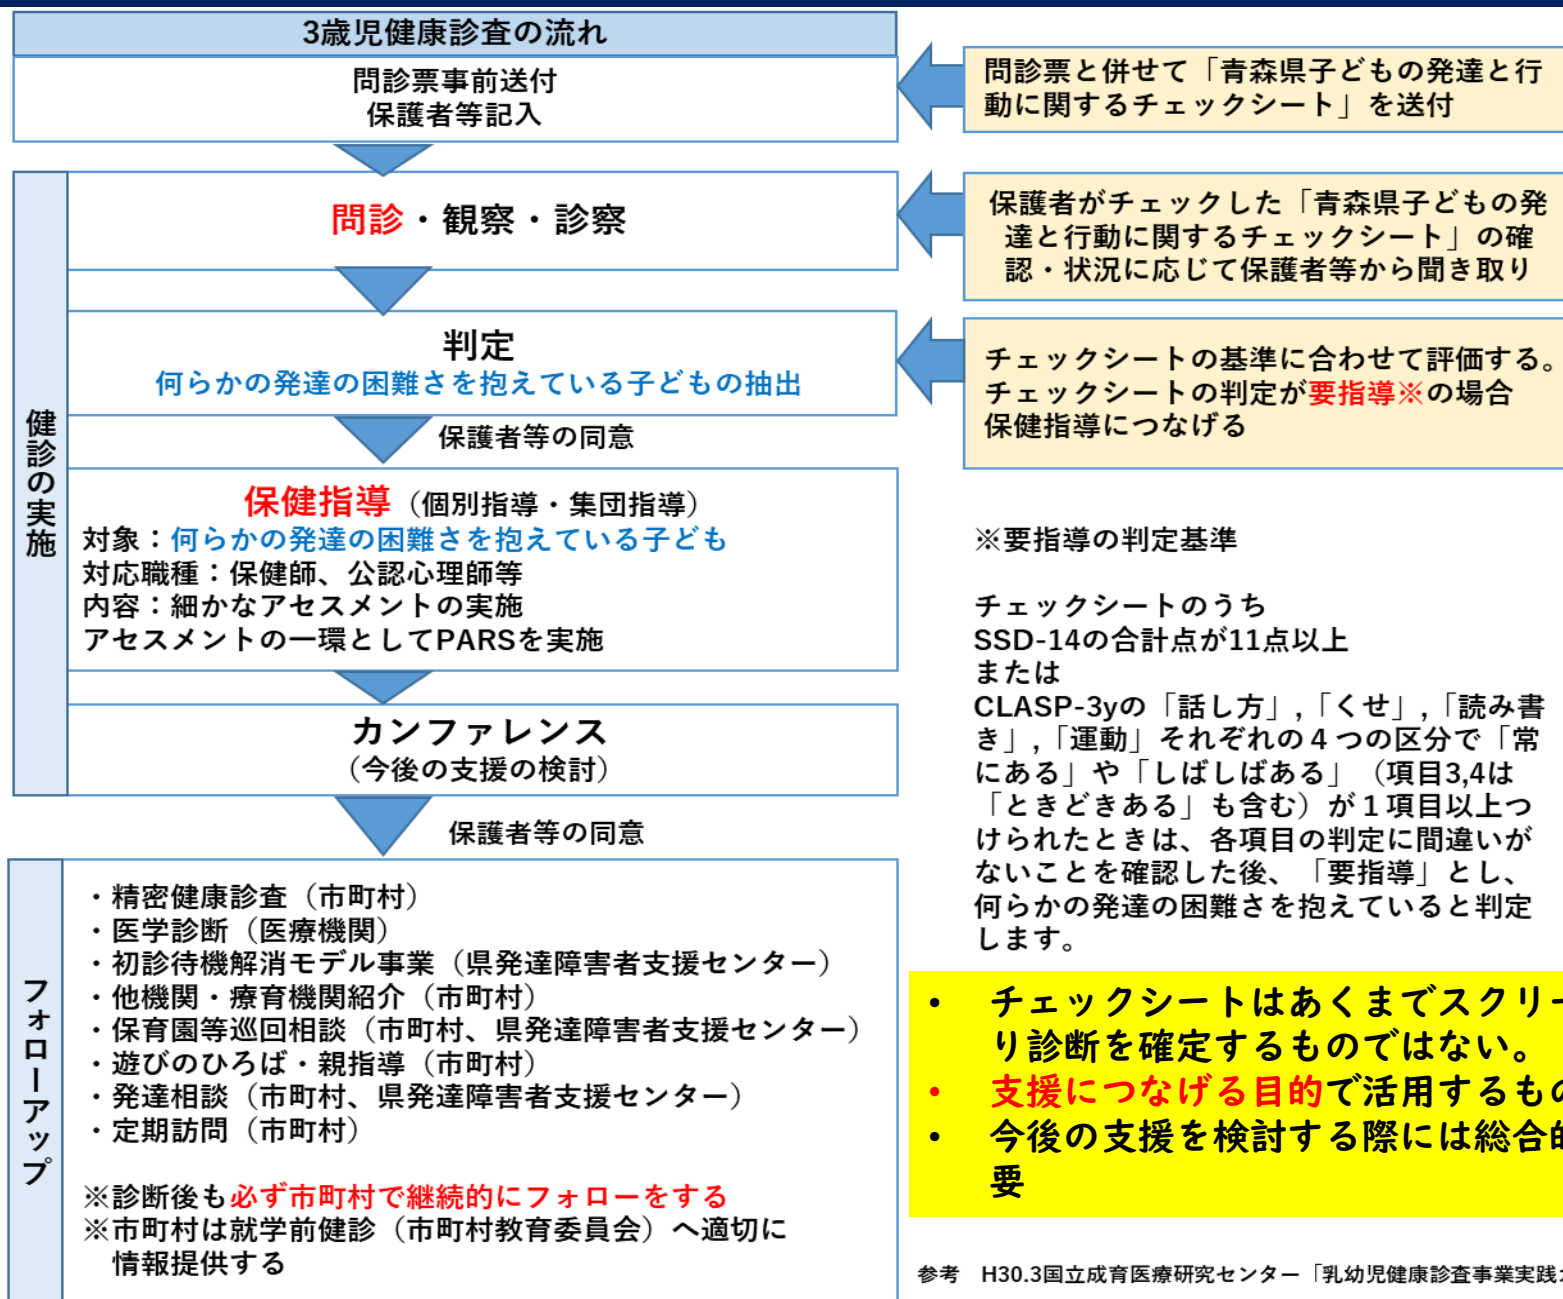 3歳児健康診査の流れ
問診票事前送付
保護者等記入
問診票と併せて「青森県子どもの発達と行
動に関するチェックシート」を送付
健診の実施
問診・観察・診察
保護者がチェックした「青森県子どもの発
達と行動に関するチェックシート」の確
認・状況に応じて保護者等から聞き取り
判定
何らかの発達の困難さを抱えている子どもの抽出
チェックシートの基準に合わせて評価する。
チェックシートの判定が要指導※の場合
保健指導につなげる
保護者等の同意
保健指導（個別指導・集団指導）
対象：何らかの発達の困難さを抱えている子ども
対応職種：保健師、公認心理師等
内容：細かなアセスメントの実施
アセスメントの一環としてPARSを実施
カンファレンス
（今後の支援の検討）
保護者等の同意
※要指導の判定基準
チェックシートのうち
SSD-14の合計点が11点以上
または
CLASP-3yの「話し方」,「くせ」,「読み書
き」,「運動」それぞれの４つの区分で「常
にある」や「しばしばある」（項目3,4は
「ときどきある」も含む）が１項目以上つ
けられたときは、各項目の判定に間違いが
ないことを確認した後、「要指導」とし、
何らかの発達の困難さを抱えていると判定
します。
フォローアップ
・精密健康診査（市町村）
・医学診断（医療機関）
・初診待機解消モデル事業（県発達障害者支援センター）
・他機関・療育機関紹介（市町村）
・保育園等巡回相談（市町村、県発達障害者支援センター）
・遊びのひろば・親指導（市町村）
・発達相談（市町村、県発達障害者支援センター）
・定期訪問（市町村）
※診断後も必ず市町村で継続的にフォローをする
※市町村は就学前健診（市町村教育委員会）へ適切に
情報提供する
• チェックシートはあくまでスクリー
り診断を確定するものではない。
• 支援につなげる目的で活用するもの
• 今後の支援を検討する際には総合的
要
参考 H30.3国立成育医療研究センター「乳幼児健康診査事業実践